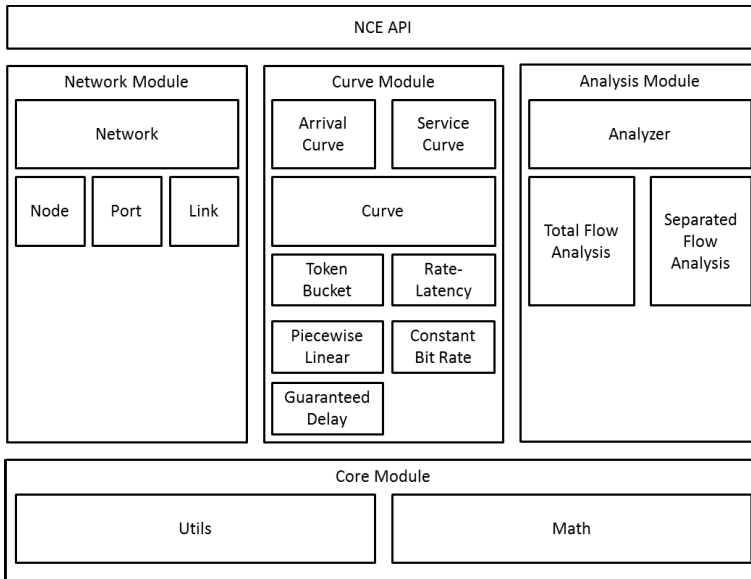 NCE API
Network Module
Network
Node
Port
Link
Curve Module
Arrival
Curve
Service
Curve
Curve
Token
Bucket
Rate-
Latency
Piecewise
Linear
Constant
Bit Rate
Guaranteed
Delay
Analysis Module
Analyzer
Total Flow
Analysis
Separated
Flow
Analysis
Core Module
Utils
Math